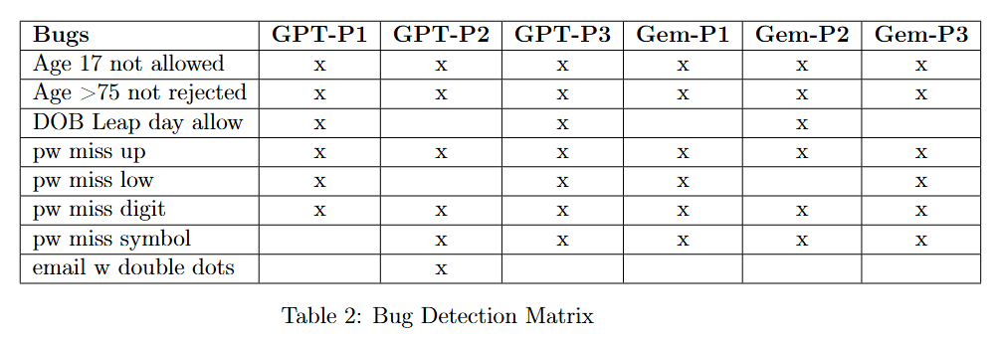 Bugs GPT-P1 GPT-P2 GPT-P3 Gem-P1 Gem-P2 Gem-P3
Age 17 not allowed x x x x x x
Age >75 not rejected x x x x x x
DOB Leap day allow x x x
pw miss up x x x x x x
pw miss low x x x x
pw miss digit x x x x x x
pw miss symbol x x x x x
email w double dots x
Table 2: Bug Detection Matrix